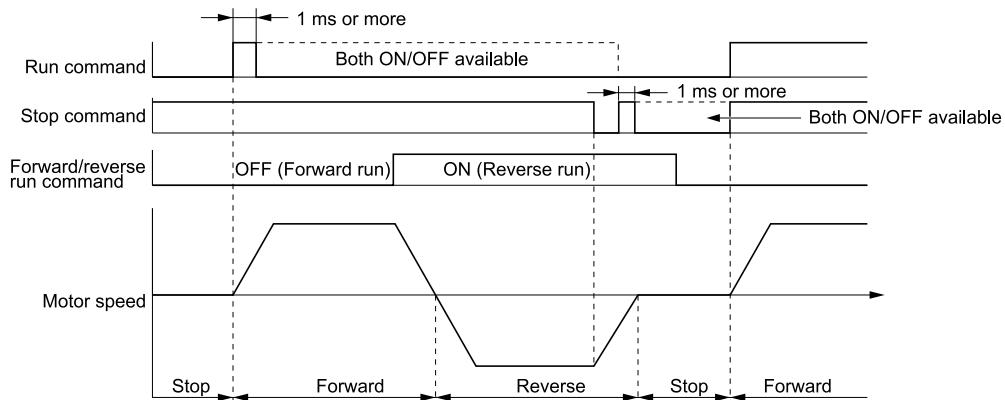 1 ms or more
Run command
Both ON/OFF available
1 ms or more
Stop command
Both ON/OFF available
Forward/reverse
run command
OFF (Forward run)
ON (Reverse run)
Motor speed
Stop
Forward
Reverse
Stop
Forward